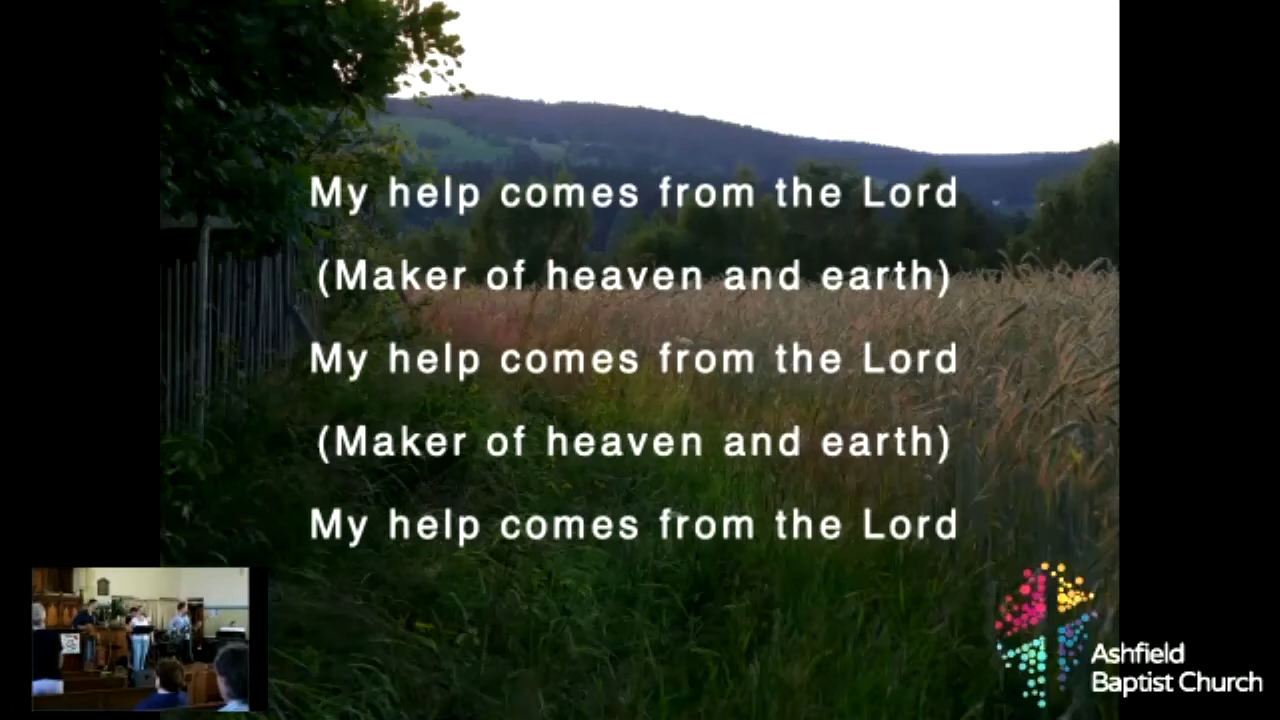 My help comes from the Lord
(Maker of heaven and earth)
My help comes from the Lord
(Maker of heaven and earth)
My help comes from the Lord
Ashfield
Baptist Church